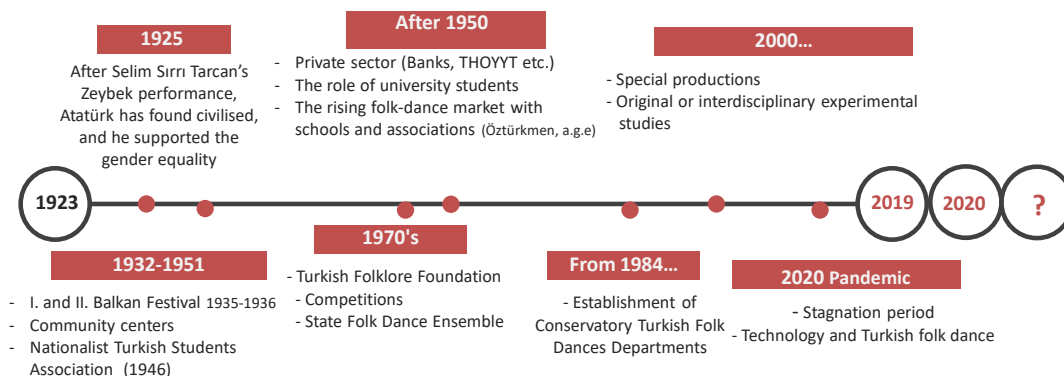 1925
After Selim Sırrı Tarcan’s
Zeybek performance,
Atatürk has found civilised,
and he supported the
gender equality
After 1950
- Private sector (Banks, THOYYT etc.)
- The role of university students
- The rising folk-dance market with
schools and associations (Öztürkmen, a.g.e)
2000...
- Special productions
- Original or interdisciplinary experimental
studies
1923
2019
2020
?
1932-1951
- I. and II. Balkan Festival 1935-1936
- Community centers
- Nationalist Turkish Students
Association (1946)
1970's
- Turkish Folklore Foundation
- Competitions
- State Folk Dance Ensemble
From 1984...
- Establishment of
Conservatory Turkish Folk
Dances Departments
2020 Pandemic
- Stagnation period
- Technology and Turkish folk dance